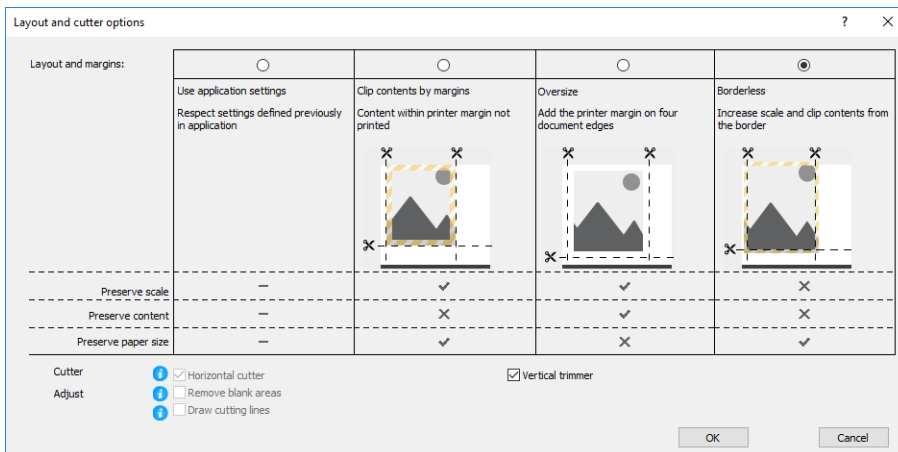 Layout and cutter options
Layout and margins:
Use application settings
Respect settings defined previously
in application
Clip contents by margins
Content within printer margin not
printed
Oversize
Add the printer margin on four
document edges
Borderless
Increase scale and clip contents from
the border
Preserve scale
Preserve content
Preserve paper size
Cutter
Horizontal cutter
Vertical trimmer
Adjust
Remove blank areas
Draw cutting lines
OK
Cancel